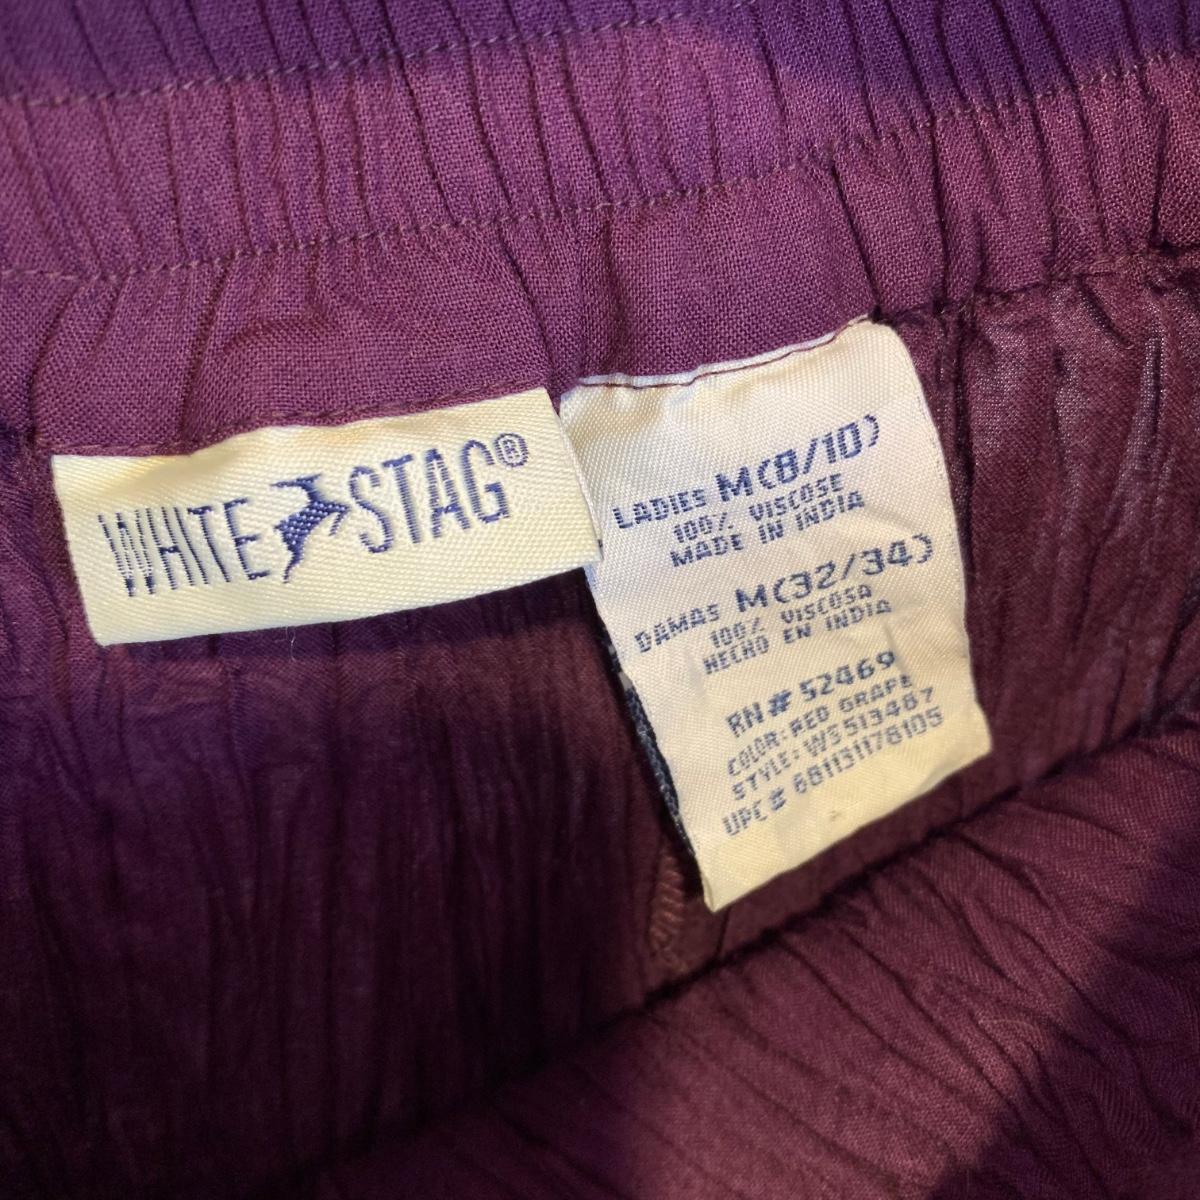 WHITE STAG®
LADIES M(8/10)
100% VISCOSE
MADE IN INDIA
DAMAS M(32/34)
100% VISCOSA
HECHO EN INDIA
RN# 52469
COLOR: RED GRAPE
STYLE: WS513487
UPC# 681131178105